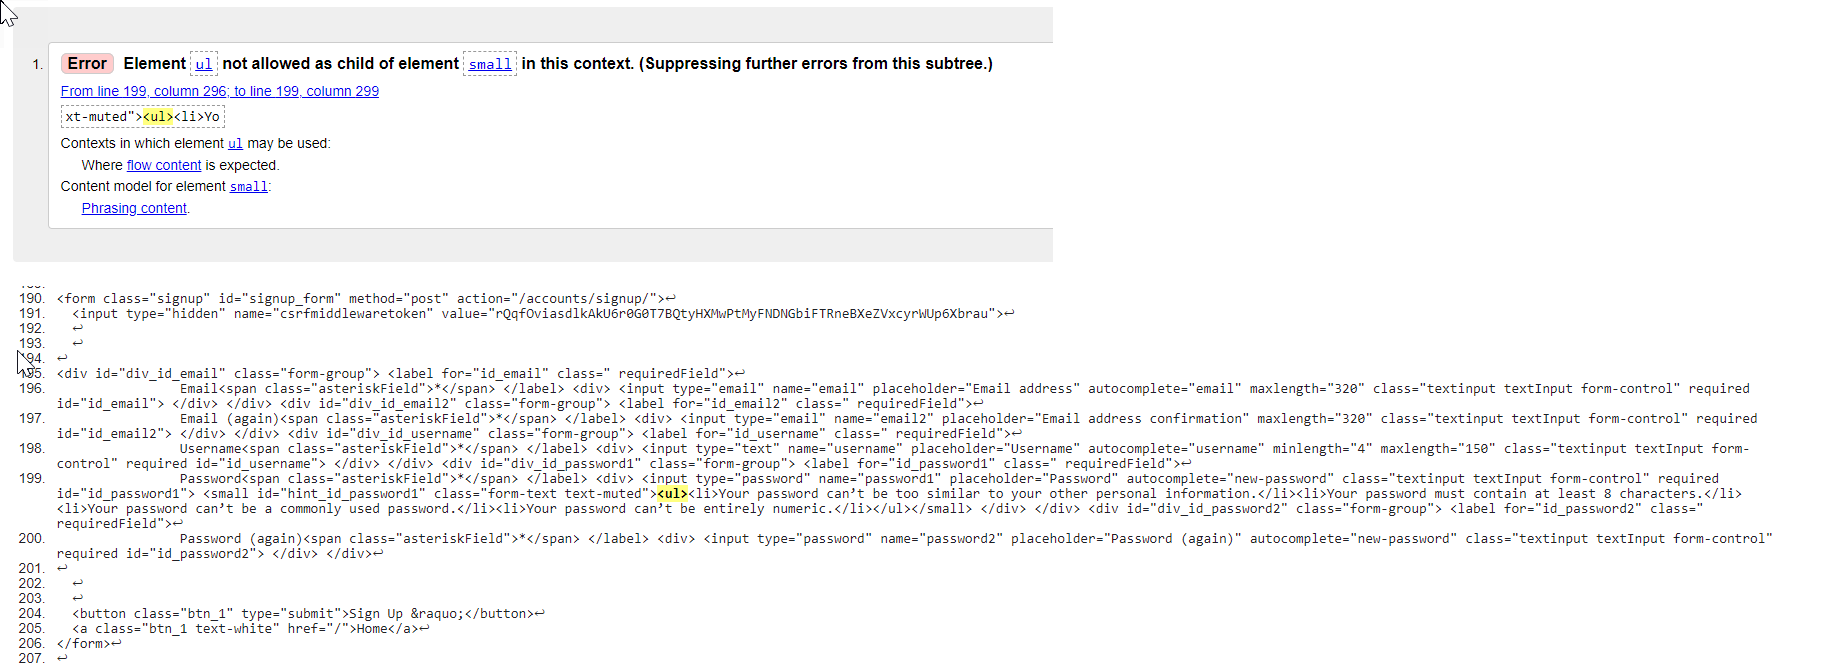 1. Error Element ul not allowed as child of element small in this context. (Suppressing further errors from this subtree.)
From line 199, column 296; to line 199, column 299
xt-muted"><ul><li>Yo
Contexts in which element ul may be used:
Where flow content is expected.
Content model for element small:
Phrasing content.
190. <form class="signup" id="signup_form" method="post" action="/accounts/signup/">↩
191. <input type="hidden" name="csrfmiddlewaretoken" value="rQqfOviasdlkAkU6r0G0T7BQtyHXMwPtMyFNDNGbiFTRneBXeZVxcyrWUp6Xbrau">↩
192. ↩
193. ↩
194. ↩
195. <div id="div_id_email" class="form-group"> <label for="id_email" class=" requiredField">↩
196. Email<span class="asteriskField">*</span> </label> <div> <input type="email" name="email" placeholder="Email address" autocomplete="email" maxlength="320" class="textinput textInput form-control" required
id="id_email"> </div> </div> <div id="div_id_email2" class="form-group"> <label for="id_email2" class=" requiredField">↩
197. Email (again)<span class="asteriskField">*</span> </label> <div> <input type="email" name="email2" placeholder="Email address confirmation" maxlength="320" class="textinput textInput form-control" required
id="id_email2"> </div> </div> <div id="div_id_username" class="form-group"> <label for="id_username" class=" requiredField">↩
198. Username<span class="asteriskField">*</span> </label> <div> <input type="text" name="username" placeholder="Username" autocomplete="username" minlength="4" maxlength="150" class="textinput textInput form-
control" required id="id_username"> </div> </div> <div id="div_id_password1" class="form-group"> <label for="id_password1" class=" requiredField">↩
199. Password<span class="asteriskField">*</span> </label> <div> <input type="password" name="password1" placeholder="Password" autocomplete="new-password" class="textinput textInput form-control" required
id="id_password1"> <small id="hint_id_password1" class="form-text text-muted"><ul><li>Your password can’t be too similar to your other personal information.</li><li>Your password must contain at least 8 characters.</li>
<li>Your password can’t be a commonly used password.</li><li>Your password can’t be entirely numeric.</li></ul></small> </div> </div> <div id="div_id_password2" class="form-group"> <label for="id_password2" class="
requiredField">↩
200. Password (again)<span class="asteriskField">*</span> </label> <div> <input type="password" name="password2" placeholder="Password (again)" autocomplete="new-password" class="textinput textInput form-control"
required id="id_password2"> </div> </div>↩
201. ↩
202. ↩
203. ↩
204. <button class="btn_1" type="submit">Sign Up &raquo;</button>↩
205. <a class="btn_1 text-white" href="/">Home</a>↩
206. </form>↩
207. ↩